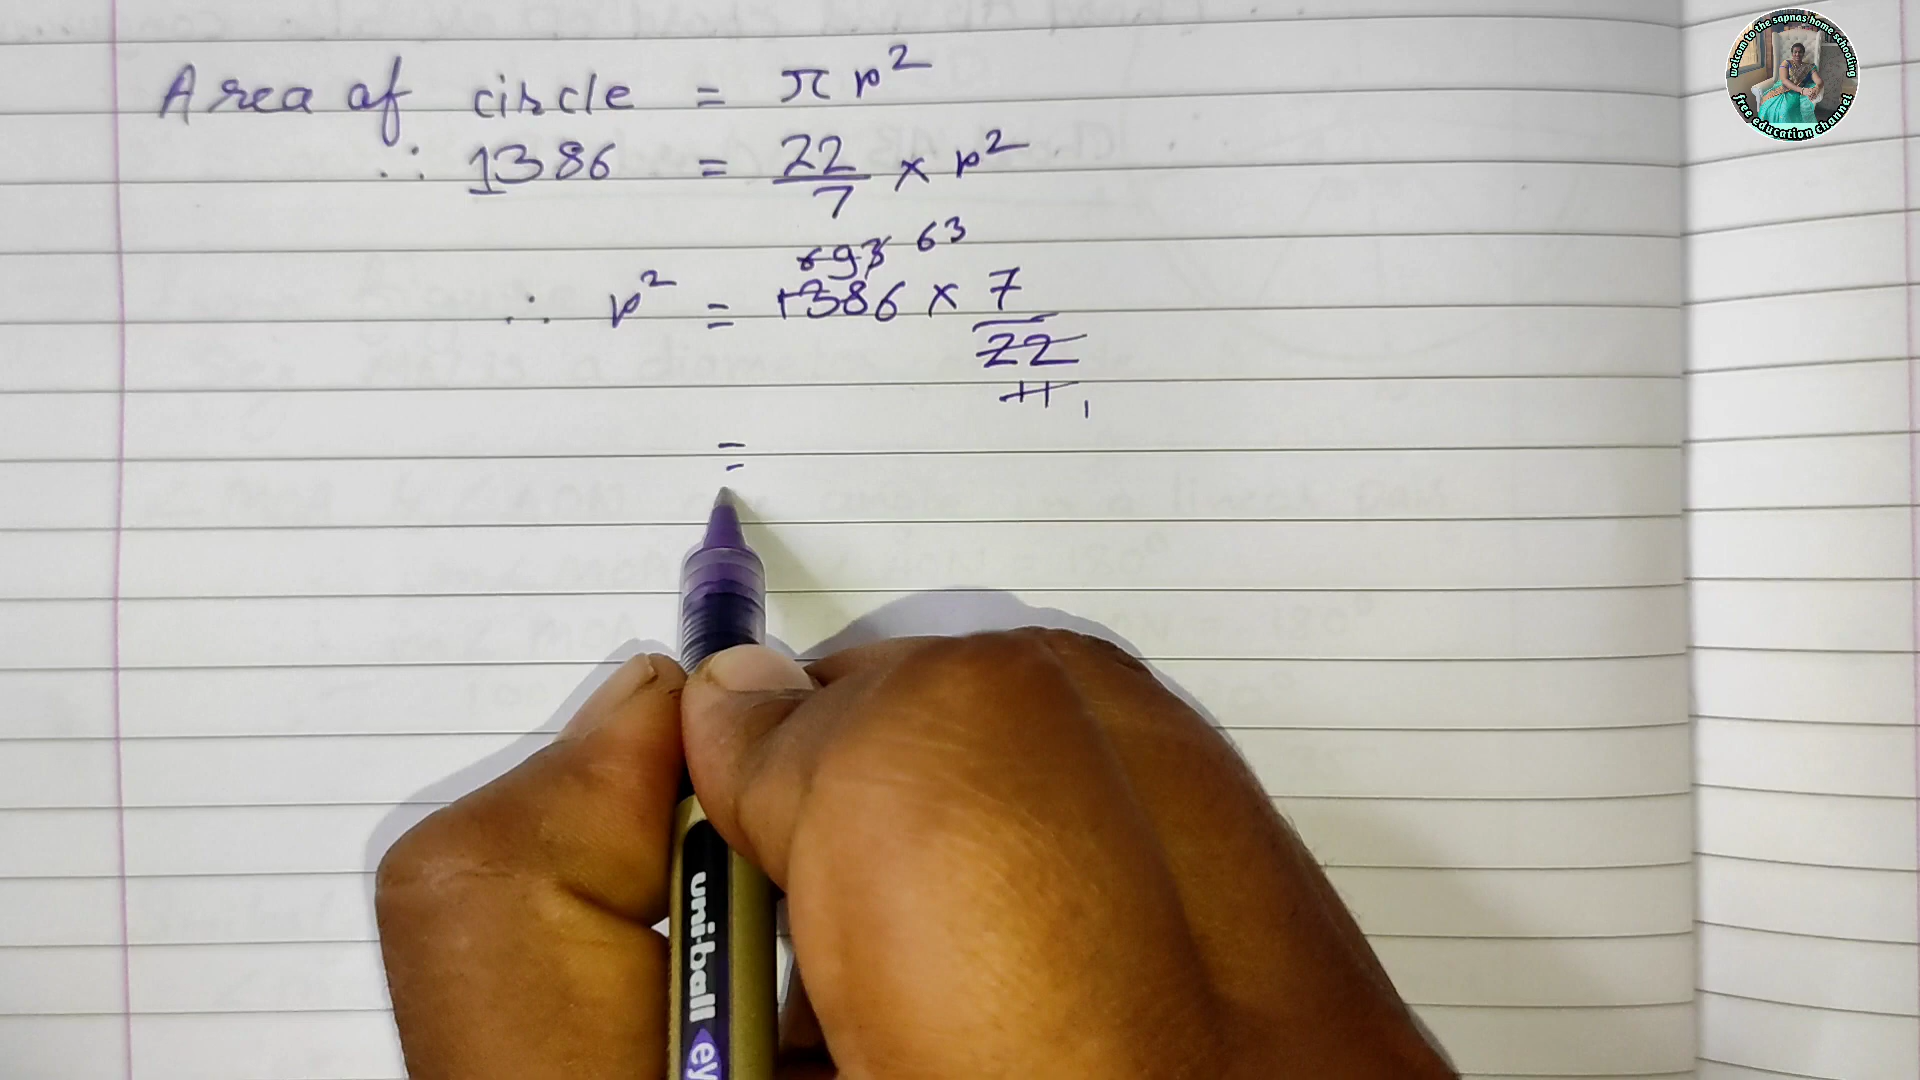 Area of circle = πr²
∴ 1386 = 22/7 × r²
693 63
∴ r² = 1386 × 7/22
11 1
=
uni-ball ey
welcom to the sapnas home schooling
free education channel